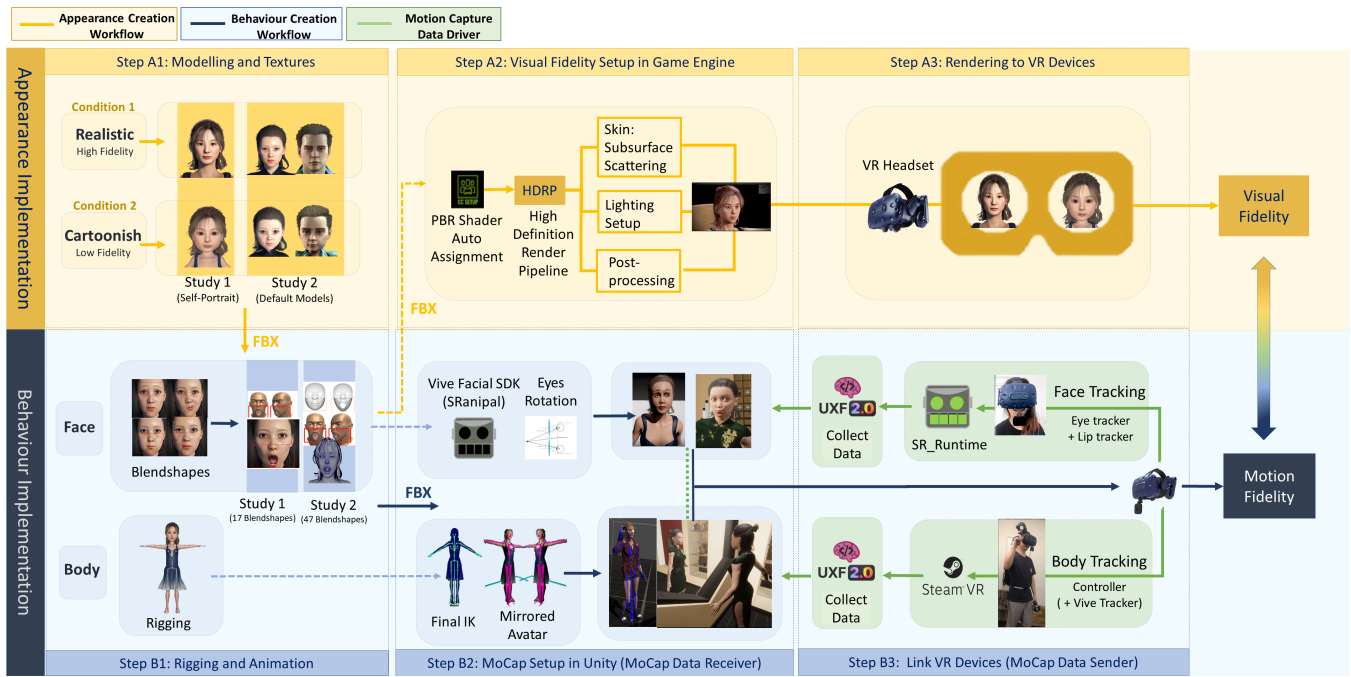 Appearance Creation
Workflow
Behaviour Creation
Workflow
Motion Capture
Data Driver
Appearance Implementation
Step A1: Modelling and Textures
Condition 1
Realistic
High Fidelity
Condition 2
Cartoonish
Low Fidelity
Study 1
(Self-Portrait)
Study 2
(Default Models)
FBX
Step A2: Visual Fidelity Setup in Game Engine
CC SETUP
PBR Shader
Auto
Assignment
HDRP
High
Definition
Render
Pipeline
Skin:
Subsurface
Scattering
Lighting
Setup
Post-
processing
FBX
Step A3: Rendering to VR Devices
VR Headset
Visual
Fidelity
Behaviour Implementation
Face
Blendshapes
Study 1
(17 Blendshapes)
Study 2
(47 Blendshapes)
FBX
Body
Rigging
Step B1: Rigging and Animation
Vive Facial SDK
(SRanipal)
Eyes
Rotation
Final IK
Mirrored
Avatar
Step B2: MoCap Setup in Unity (MoCap Data Receiver)
UXF 2.0
Collect
Data
SR_Runtime
Face Tracking
Eye tracker
+ Lip tracker
UXF 2.0
Collect
Data
Steam VR
Body Tracking
Controller
( + Vive Tracker)
Step B3: Link VR Devices (MoCap Data Sender)
Motion
Fidelity